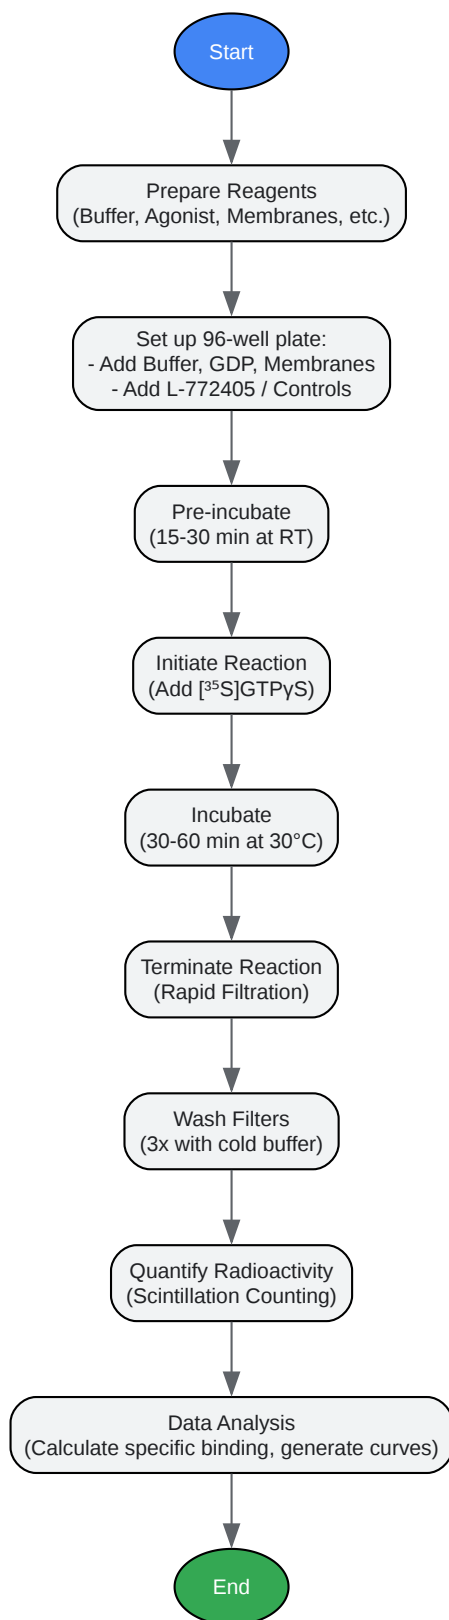 Start
Prepare Reagents
(Buffer, Agonist, Membranes, etc.)
Set up 96-well plate:
- Add Buffer, GDP, Membranes
- Add L-772405 / Controls
Pre-incubate
(15-30 min at RT)
Initiate Reaction
(Add [³⁵S]GTPγS)
Incubate
(30-60 min at 30°C)
Terminate Reaction
(Rapid Filtration)
Wash Filters
(3x with cold buffer)
Quantify Radioactivity
(Scintillation Counting)
Data Analysis
(Calculate specific binding, generate curves)
End